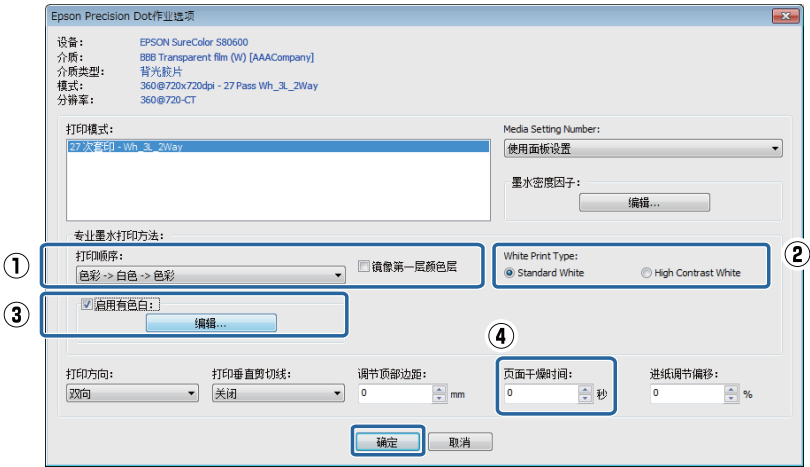 Epson Precision Dot作业选项
设备: EPSON SureColor S80600
介质: BBB Transparent film (W) [AAACompany]
介质类型: 背光胶片
模式: 360@720x720dpi - 27 Pass Wh_3L_2Way
分辨率: 360@720-CT
打印模式:
27 次套印 - Wh_3L_2Way
Media Setting Number:
使用面板设置
墨水密度因子:
编辑...
专业墨水打印方法:
① 打印顺序:
色彩 -> 白色 -> 色彩
镜像第一层颜色层
② White Print Type:
Standard White High Contrast White
③ 启用有色白:
编辑...
④
打印方向: 打印垂直剪切线: 调节顶部边距: 页面干燥时间: 进纸调节偏移:
双向 关闭 0 mm 0 秒 0 %
确定 取消